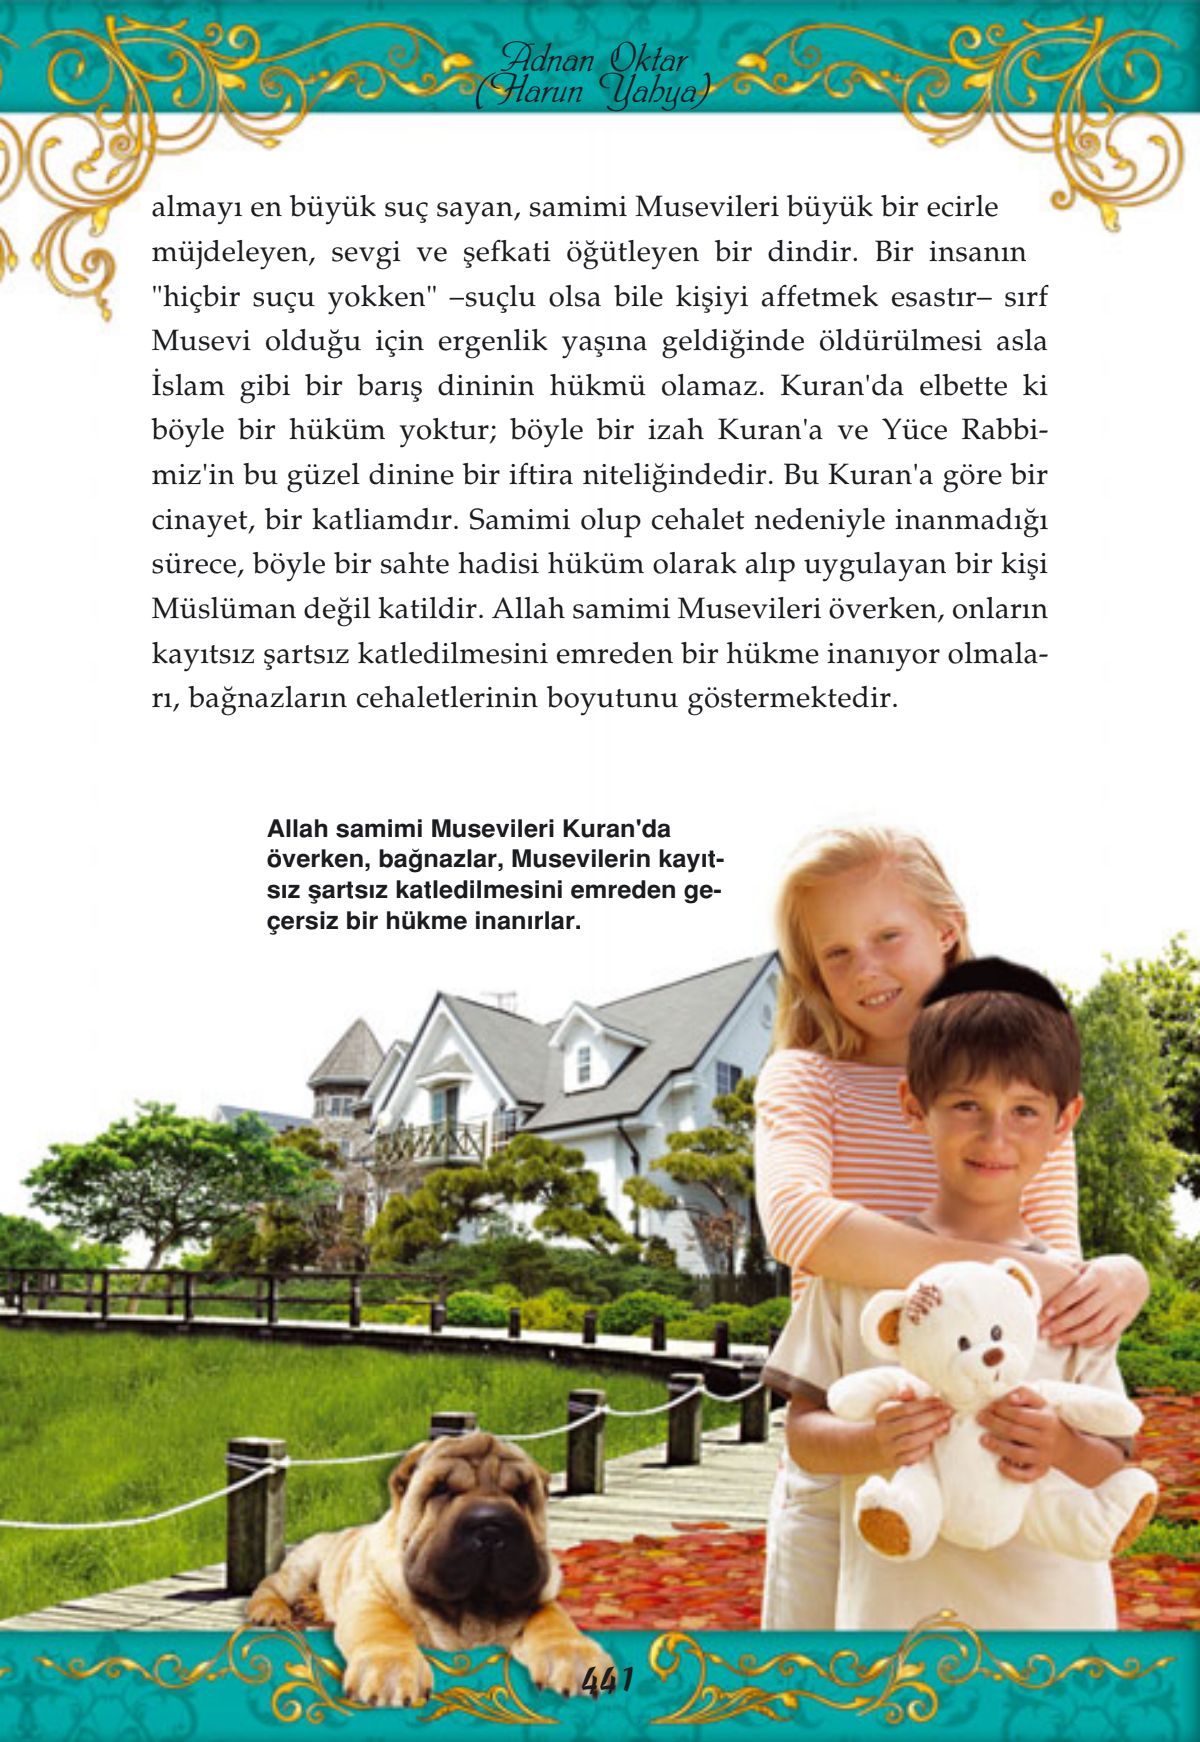 Adnan Oktar
(Harun Yahya)
almayı en büyük suç sayan, samimi Musevileri büyük bir ecirle
müjdeleyen, sevgi ve şefkati öğütleyen bir dindir. Bir insanın
"hiçbir suçu yokken" –suçlu olsa bile kişiyi affetmek esastır– sırf
Musevi olduğu için ergenlik yaşına geldiğinde öldürülmesi asla
İslam gibi bir barış dininin hükmü olamaz. Kuran'da elbette ki
böyle bir hüküm yoktur; böyle bir izah Kuran'a ve Yüce Rabbi-
miz'in bu güzel dinine bir iftira niteliğindedir. Bu Kuran'a göre bir
cinayet, bir katliamdır. Samimi olup cehalet nedeniyle inanmadığı
sürece, böyle bir sahte hadisi hüküm olarak alıp uygulayan bir kişi
Müslüman değil katildir. Allah samimi Musevileri överken, onların
kayıtsız şartsız katledilmesini emreden bir hükme inanıyor olmala-
rı, bağnazların cehaletlerinin boyutunu göstermektedir.
Allah samimi Musevileri Kuran'da
överken, bağnazlar, Musevilerin kayıt-
sız şartsız katledilmesini emreden ge-
çersiz bir hükme inanırlar.
441